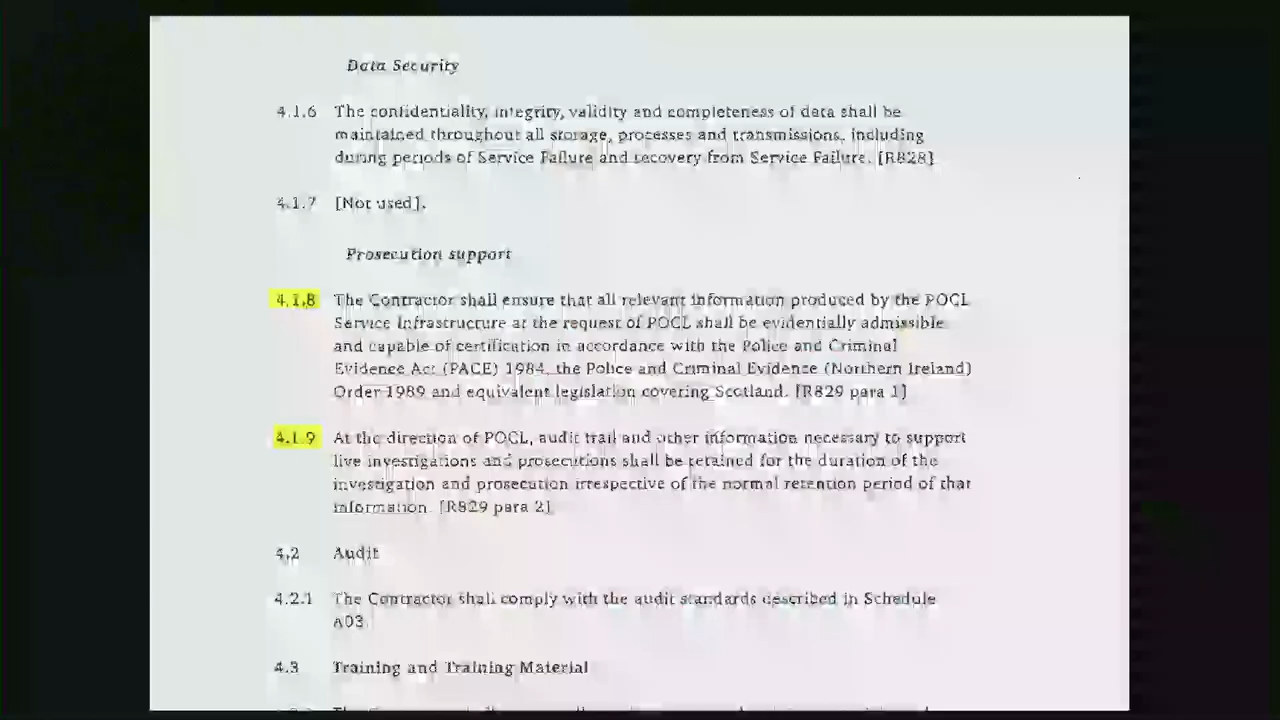 Data Security
4.1.6 The confidentiality, integrity, validity and completeness of data shall be
maintained throughout all storage, processes and transmissions, including
during periods of Service Failure and recovery from Service Failure. [R828]
4.1.7 [Not used].
Prosecution support
4.1.8 The Contractor shall ensure that all relevant information produced by the POCL
Service Infrastructure at the request of POCL shall be evidentially admissible
and capable of certification in accordance with the Police and Criminal
Evidence Act (PACE) 1984, the Police and Criminal Evidence (Northern Ireland)
Order 1989 and equivalent legislation covering Scotland. [R829 para 1]
4.1.9 At the direction of POCL, audit trail and other information necessary to support
live investigations and prosecutions shall be retained for the duration of the
investigation and prosecution irrespective of the normal retention period of that
information. [R829 para 2]
4.2 Audit
4.2.1 The Contractor shall comply with the audit standards described in Schedule
A03.
4.3 Training and Training Material